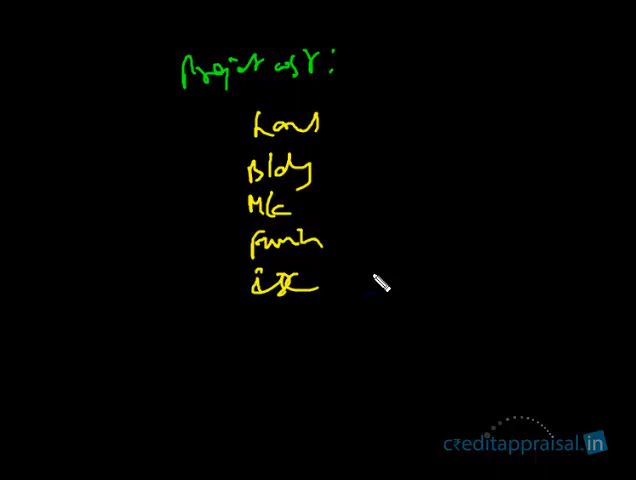 Project cost:
Land
Bldg
M/c
Furn
creditappraisal.in